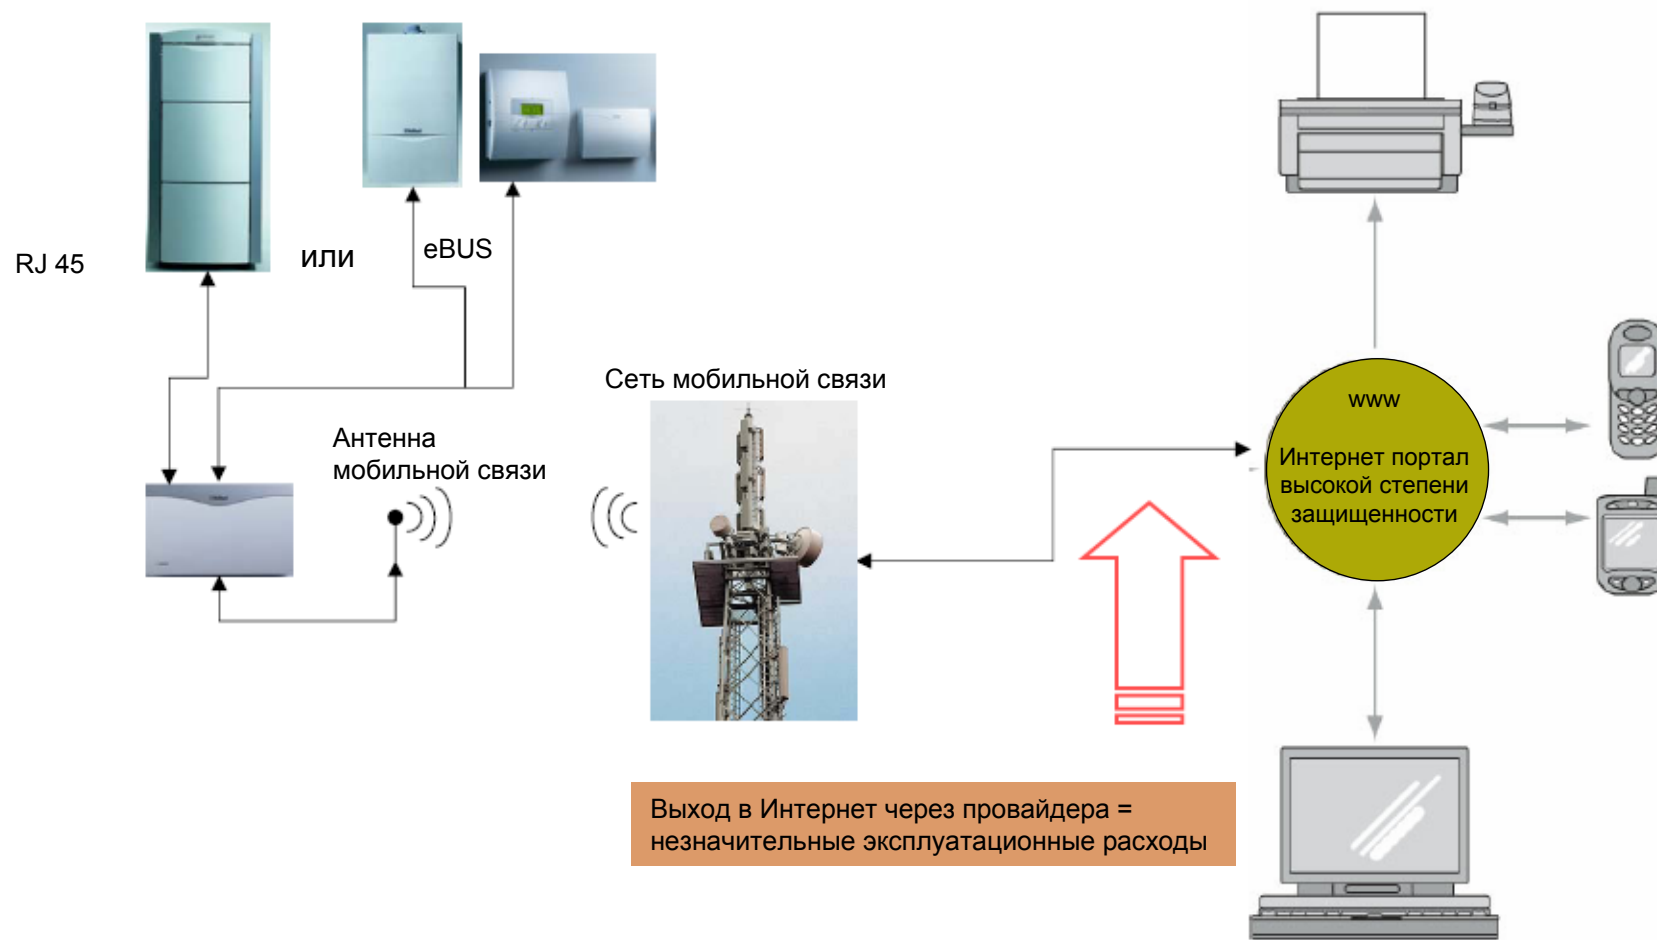 RJ 45
или
eBUS
Сеть мобильной связи
Антенна
мобильной связи
www
Интернет портал
высокой степени
защищенности
Выход в Интернет через провайдера =
незначительные эксплуатационные расходы